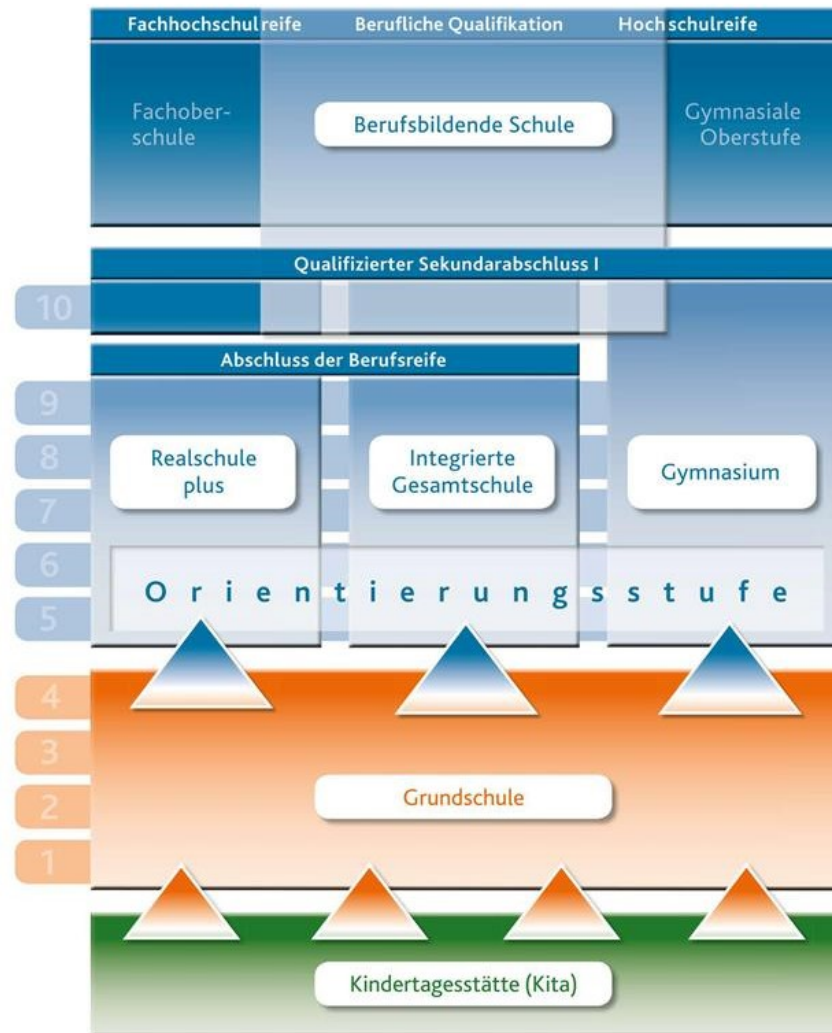 Fachhochschulreife
Berufliche Qualifikation
Hochschulreife
Fachober-
schule
Berufsbildende Schule
Gymnasiale
Oberstufe
Qualifizierter Sekundarabschluss I
10
Abschluss der Berufsreife
9
8
7
6
5
Realschule
plus
Integrierte
Gesamtschule
Gymnasium
Orientierungsstufe
4
3
2
1
Grundschule
Kindertagesstätte (Kita)